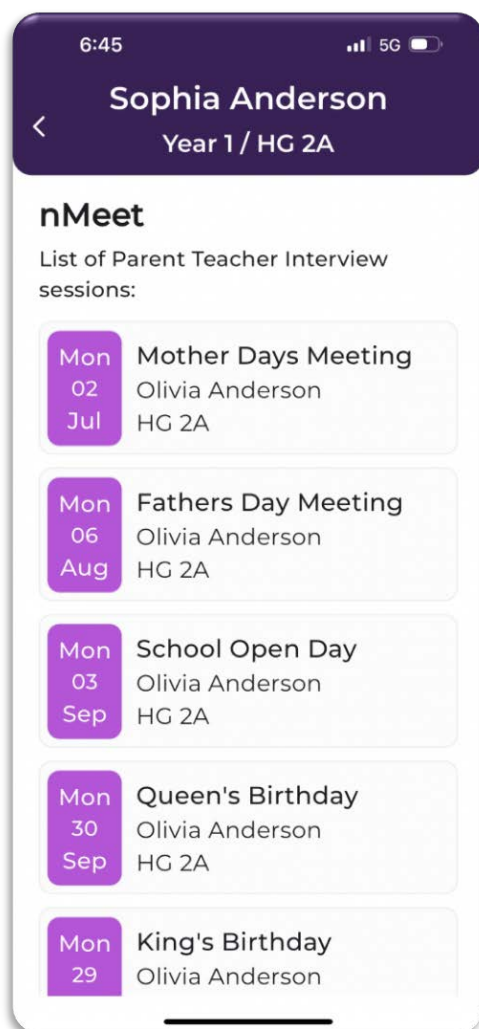 6:45
5G
Sophia Anderson
Year 1 / HG 2A
nMeet
List of Parent Teacher Interview
sessions:
Mon
02
Jul
Mother Days Meeting
Olivia Anderson
HG 2A
Mon
06
Aug
Fathers Day Meeting
Olivia Anderson
HG 2A
Mon
03
Sep
School Open Day
Olivia Anderson
HG 2A
Mon
30
Sep
Queen's Birthday
Olivia Anderson
HG 2A
Mon
29
King's Birthday
Olivia Anderson